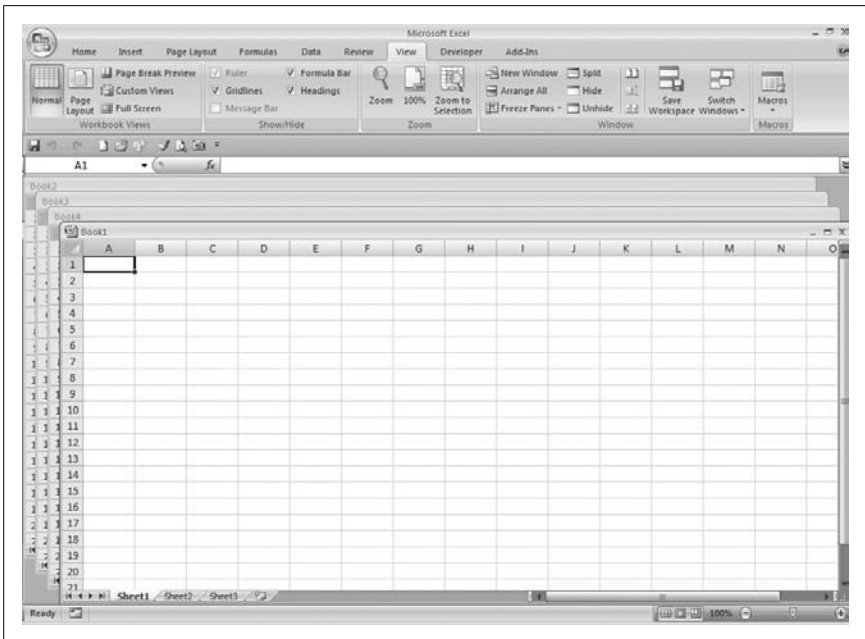 Microsoft Excel
Home Insert Page Layout Formulas Data Review View Developer Add-Ins
Normal Page Layout Page Break Preview Custom Views Full Screen
Workbook Views
Ruler Gridlines Message Bar Formula Bar Headings
Show/Hide
Zoom 100% Zoom to Selection
Zoom
New Window Arrange All Freeze Panes Split Hide Unhide Save Workspace Switch Windows
Window
Macros
Macros
A1 fx
Book2
Book3
Book4
Book1
A B C D E F G H I J K L M N O
1
2
3
4
5
6
7
8
9
10
11
12
13
14
15
16
17
18
19
20
21
Sheet1 Sheet2 Sheet3
Ready 100%